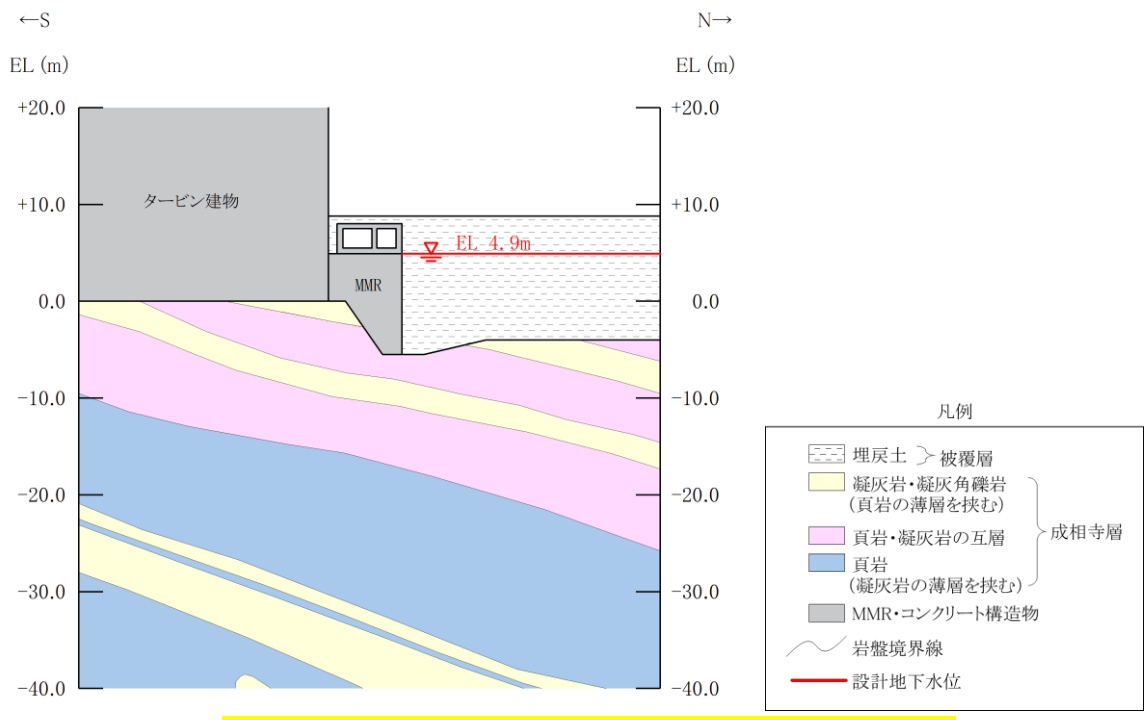 ←S
N→
EL (m)
EL (m)
+20.0
+20.0
+10.0
+10.0
タービン建物
EL 4.9m
MMR
0.0
0.0
−10.0
−10.0
−20.0
−20.0
−30.0
−30.0
−40.0
−40.0
凡例
埋戻土
被覆層
凝灰岩・凝灰角礫岩
(頁岩の薄層を挟む)
頁岩・凝灰岩の互層
成相寺層
頁岩
(凝灰岩の薄層を挟む)
MMR・コンクリート構造物
岩盤境界線
設計地下水位